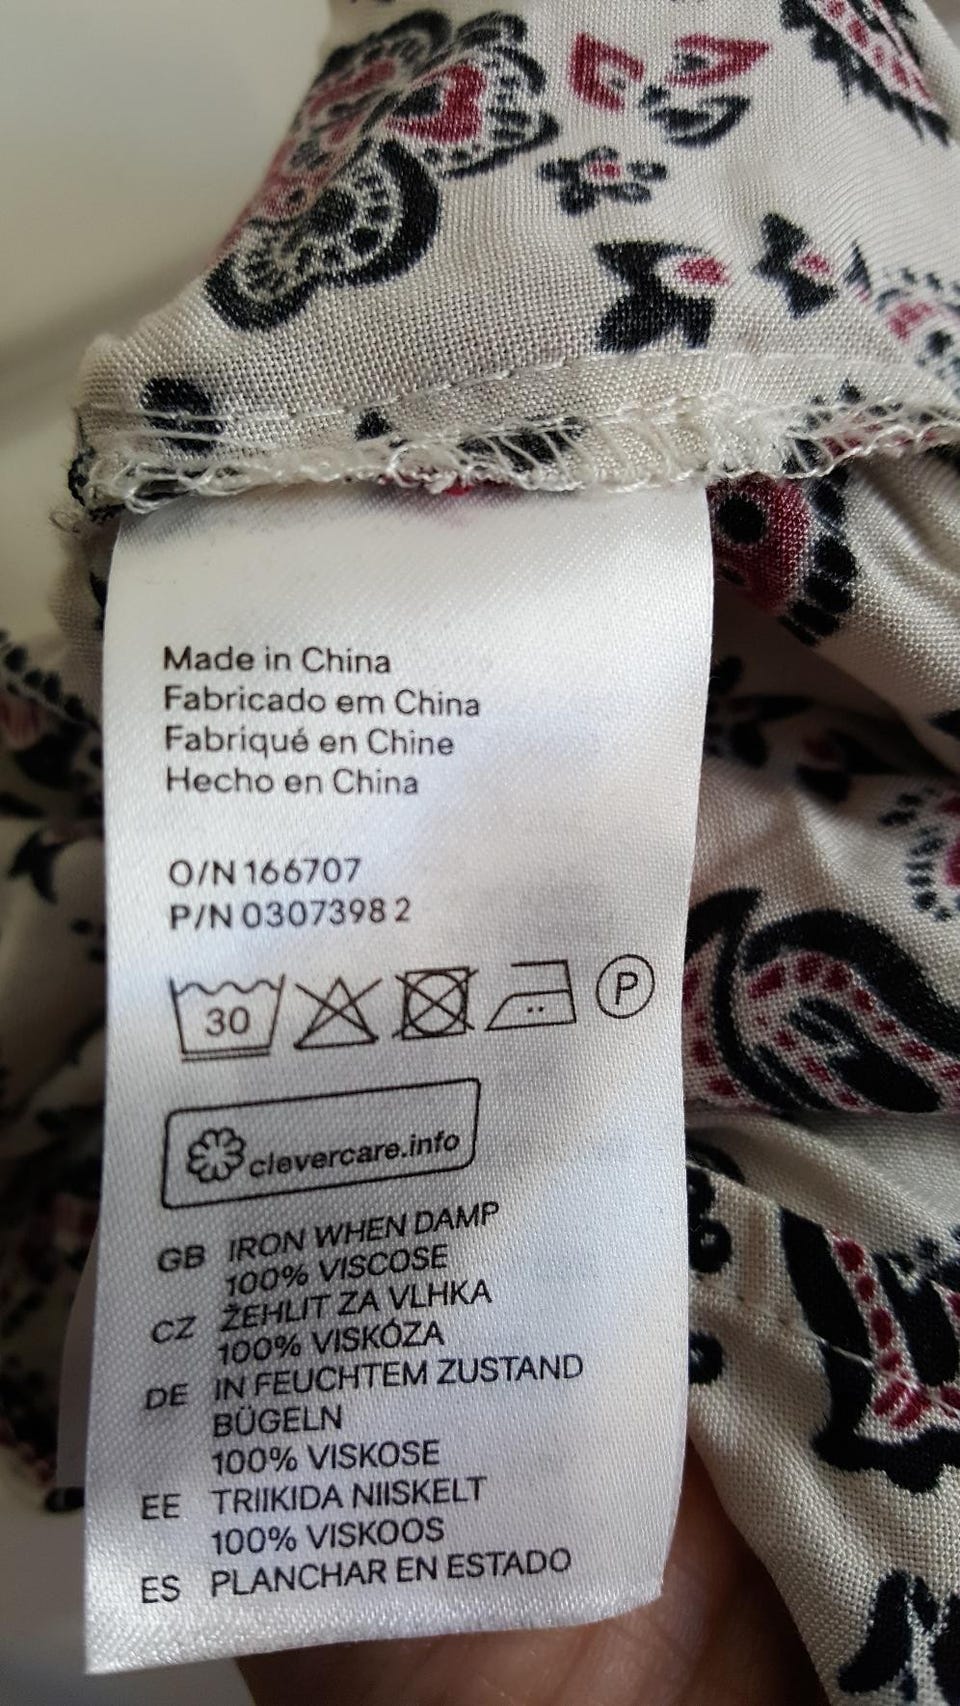 Made in China
Fabricado em China
Fabriqué en Chine
Hecho en China
O/N 166707
P/N 0307398 2
30 P
clevercare.info
GB IRON WHEN DAMP
100% VISCOSE
CZ ŽEHLIT ZA VLHKA
100% VISKÓZA
DE IN FEUCHTEM ZUSTAND
BÜGELN
100% VISKOSE
EE TRIIKIDA NIISKELT
100% VISKOOS
ES PLANCHAR EN ESTADO